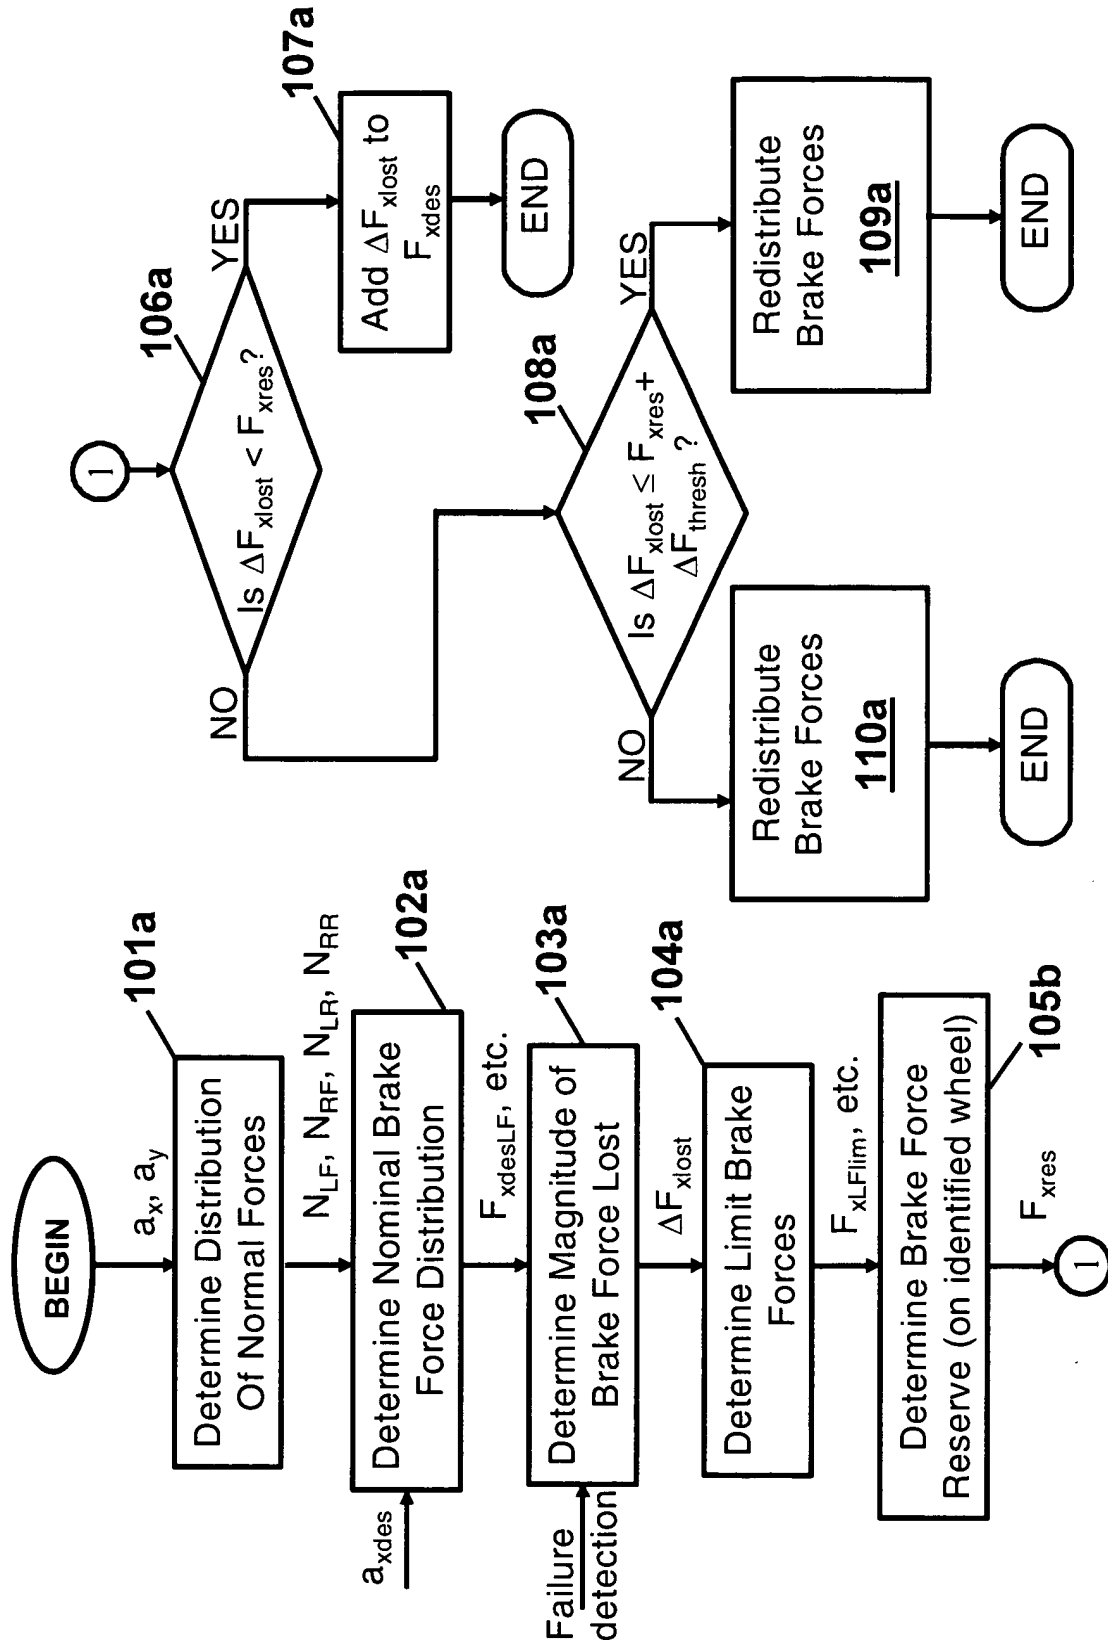 BEGIN
a_x, a_y
101a
Determine Distribution
Of Normal Forces
N_LF, N_RF, N_LR, N_RR
102a
a_xdes
Determine Nominal Brake
Force Distribution
F_xdesLF, etc.
103a
Failure
detection
Determine Magnitude of
Brake Force Lost
ΔF_xlost
104a
Determine Limit Brake
Forces
F_xLFlim, etc.
Determine Brake Force
Reserve (on identified wheel)
105b
F_xres
1
1
106a
Is ΔF_xlost < F_xres?
NO
YES
107a
Add ΔF_xlost to
F_xdes
END
108a
Is ΔF_xlost ≤ F_xres+
ΔF_thresh ?
NO
YES
Redistribute
Brake Forces
110a
END
Redistribute
Brake Forces
109a
END